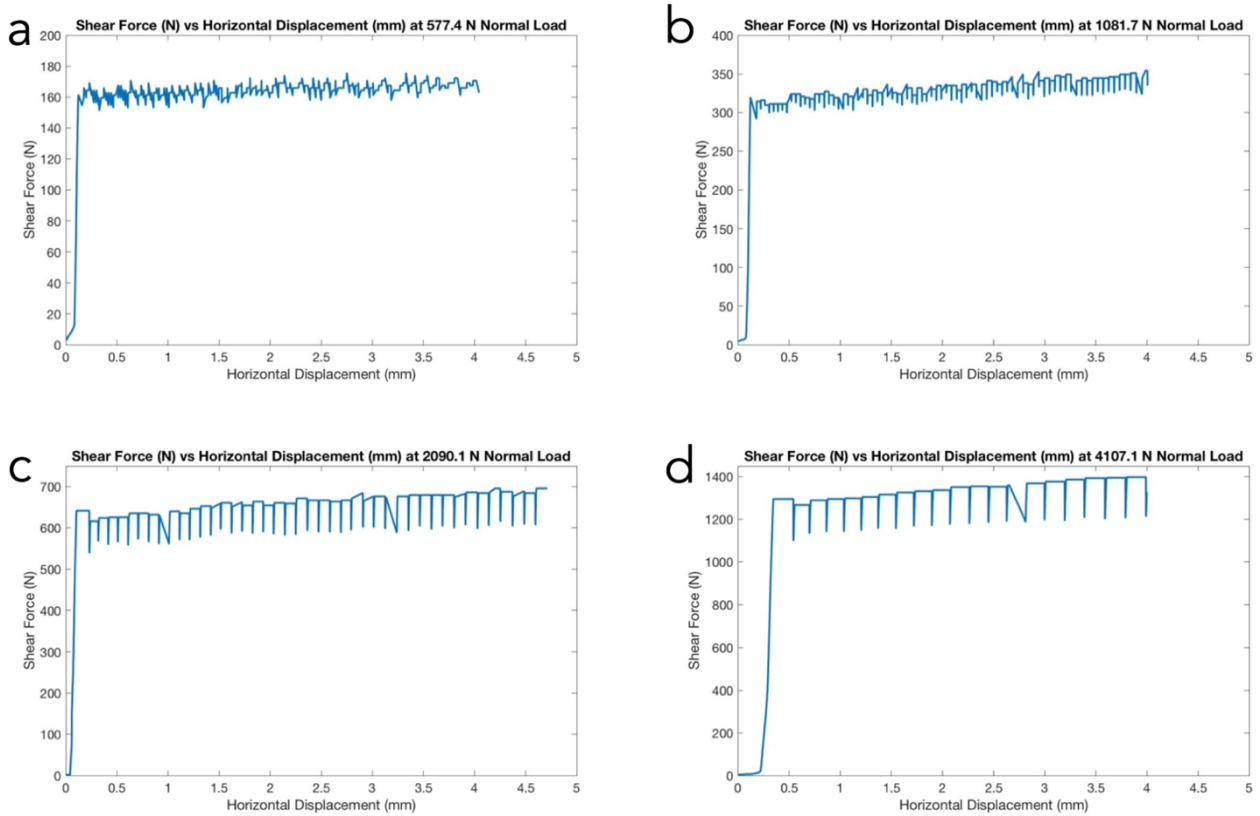 a
Shear Force (N) vs Horizontal Displacement (mm) at 577.4 N Normal Load
200
180
160
140
120
100
80
60
40
20
0
Shear Force (N)
0 0.5 1 1.5 2 2.5 3 3.5 4 4.5 5
Horizontal Displacement (mm)
b
Shear Force (N) vs Horizontal Displacement (mm) at 1081.7 N Normal Load
400
350
300
250
200
150
300
50
0
Shear Force (N)
0 0.5 1 1.5 2 2.5 3 3.5 4 4.5 5
Horizontal Displacement (mm)
c
Shear Force (N) vs Horizontal Displacement (mm) at 2090.1 N Normal Load
700
600
500
400
300
200
100
0
Shear Force (N)
0 0.5 1 1.5 2 2.5 3 3.5 4 4.5 5
Horizontal Displacement (mm)
d
Shear Force (N) vs Horizontal Displacement (mm) at 4107.1 N Normal Load
1400
1200
1000
800
600
400
200
0
Shear Force (N)
0 0.5 1 1.5 2 2.5 3 3.5 4 4.5 5
Horizontal Displacement (mm)